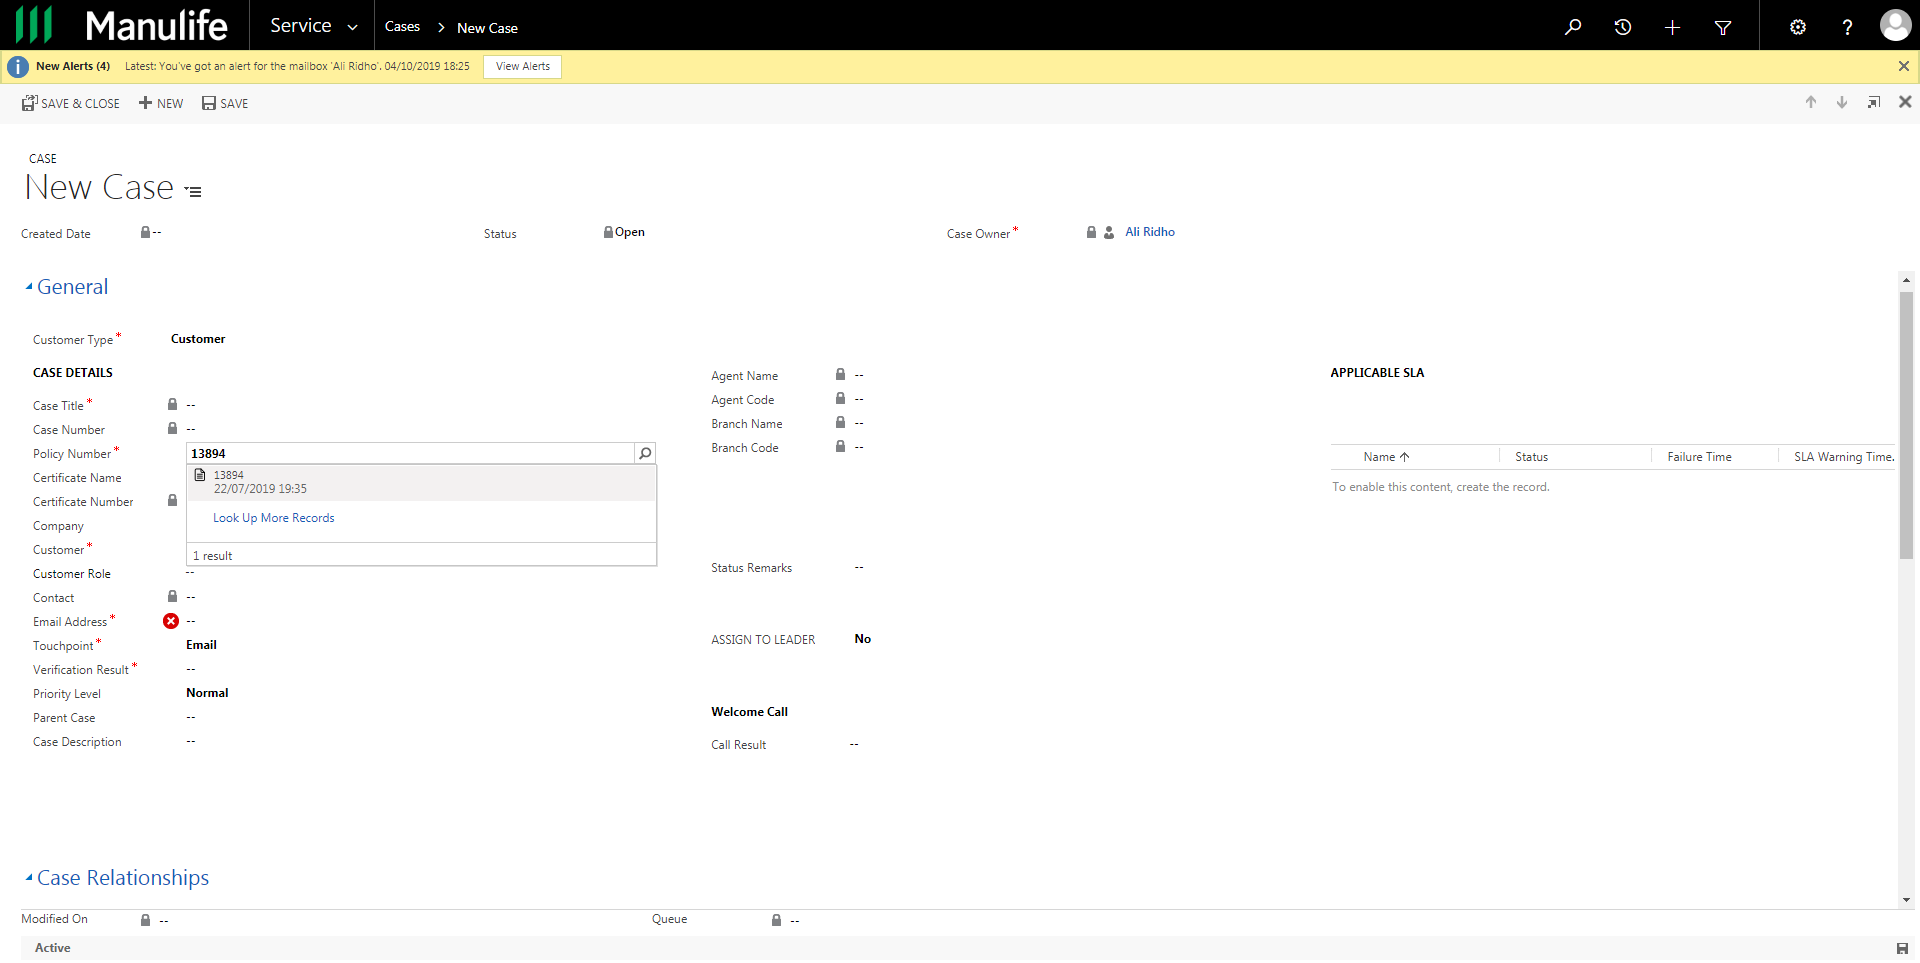 Manulife Service Cases > New Case ?
New Alerts (4) Latest: You've got an alert for the mailbox 'Ali Ridho'. 04/10/2019 18:25 View Alerts
SAVE & CLOSE NEW SAVE
CASE
New Case
Created Date -- Status Open Case Owner* Ali Ridho
General
Customer Type* Customer
CASE DETAILS
Case Title* --
Case Number --
Policy Number* 13894
13894
22/07/2019 19:35
Look Up More Records
1 result
Certificate Name
Certificate Number
Company
Customer*
Customer Role --
Contact --
Email Address* --
Touchpoint* Email
Verification Result* --
Priority Level Normal
Parent Case --
Case Description --
Agent Name --
Agent Code --
Branch Name --
Branch Code --
Status Remarks --
ASSIGN TO LEADER No
Welcome Call
Call Result --
APPLICABLE SLA
Name Status Failure Time SLA Warning Time.
To enable this content, create the record.
Case Relationships
Modified On -- Queue --
Active